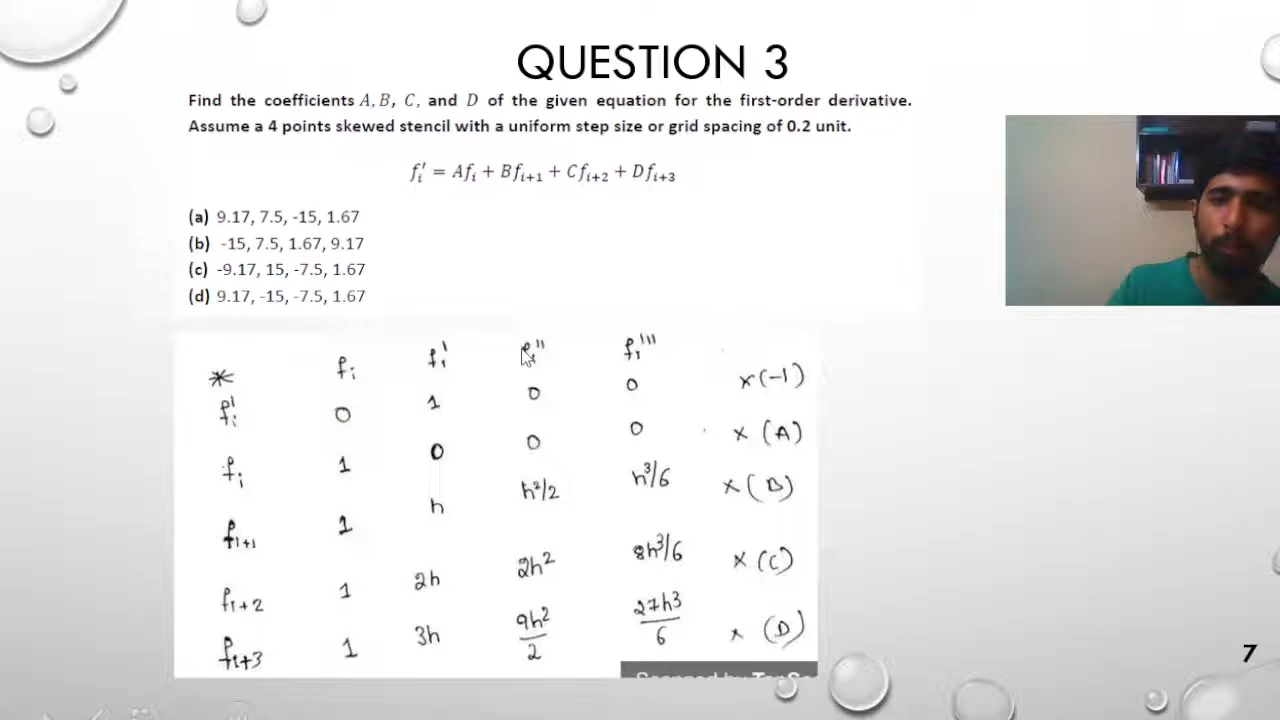 QUESTION 3
Find the coefficients A, B, C, and D of the given equation for the first-order derivative.
Assume a 4 points skewed stencil with a uniform step size or grid spacing of 0.2 unit.
f′ᵢ = Afᵢ + Bfᵢ₊₁ + Cfᵢ₊₂ + Dfᵢ₊₃
(a) 9.17, 7.5, -15, 1.67
(b) -15, 7.5, 1.67, 9.17
(c) -9.17, 15, -7.5, 1.67
(d) 9.17, -15, -7.5, 1.67
* fᵢ fᵢ' fᵢ'' fᵢ'''
fᵢ' 0 1 0 0 x(-1)
fᵢ 1 0 0 0 x (A)
fᵢ₊₁ 1 h h²/2 h³/6 x (B)
fᵢ₊₂ 1 2h 2h² 8h³/6 x (C)
fᵢ₊₃ 1 3h 9h²/2 27h³/6 x (D)
7